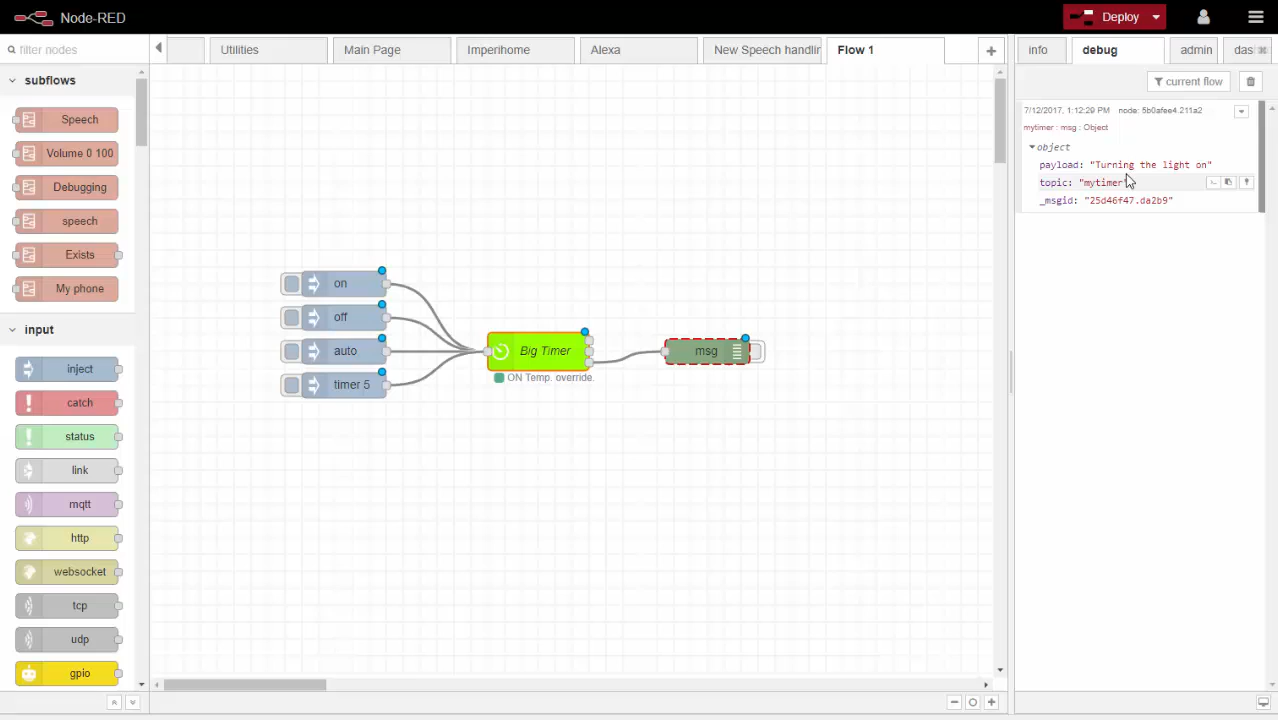 Node-RED
Deploy
filter nodes
Utilities
Main Page
Imperihome
Alexa
New Speech handlin
Flow 1
info
debug
admin
das
subflows
current flow
Speech
Volume 0 100
Debugging
speech
Exists
My phone
7/12/2017, 1:12:29 PM node: 5b0afee4.211a2
mytimer : msg : Object
object
payload: "Turning the light on"
topic: "mytimer"
_msgid: "25d46f47.da2b9"
input
inject
catch
status
link
mqtt
http
websocket
tcp
udp
gpio
on
off
auto
timer 5
Big Timer
ON Temp. override.
msg